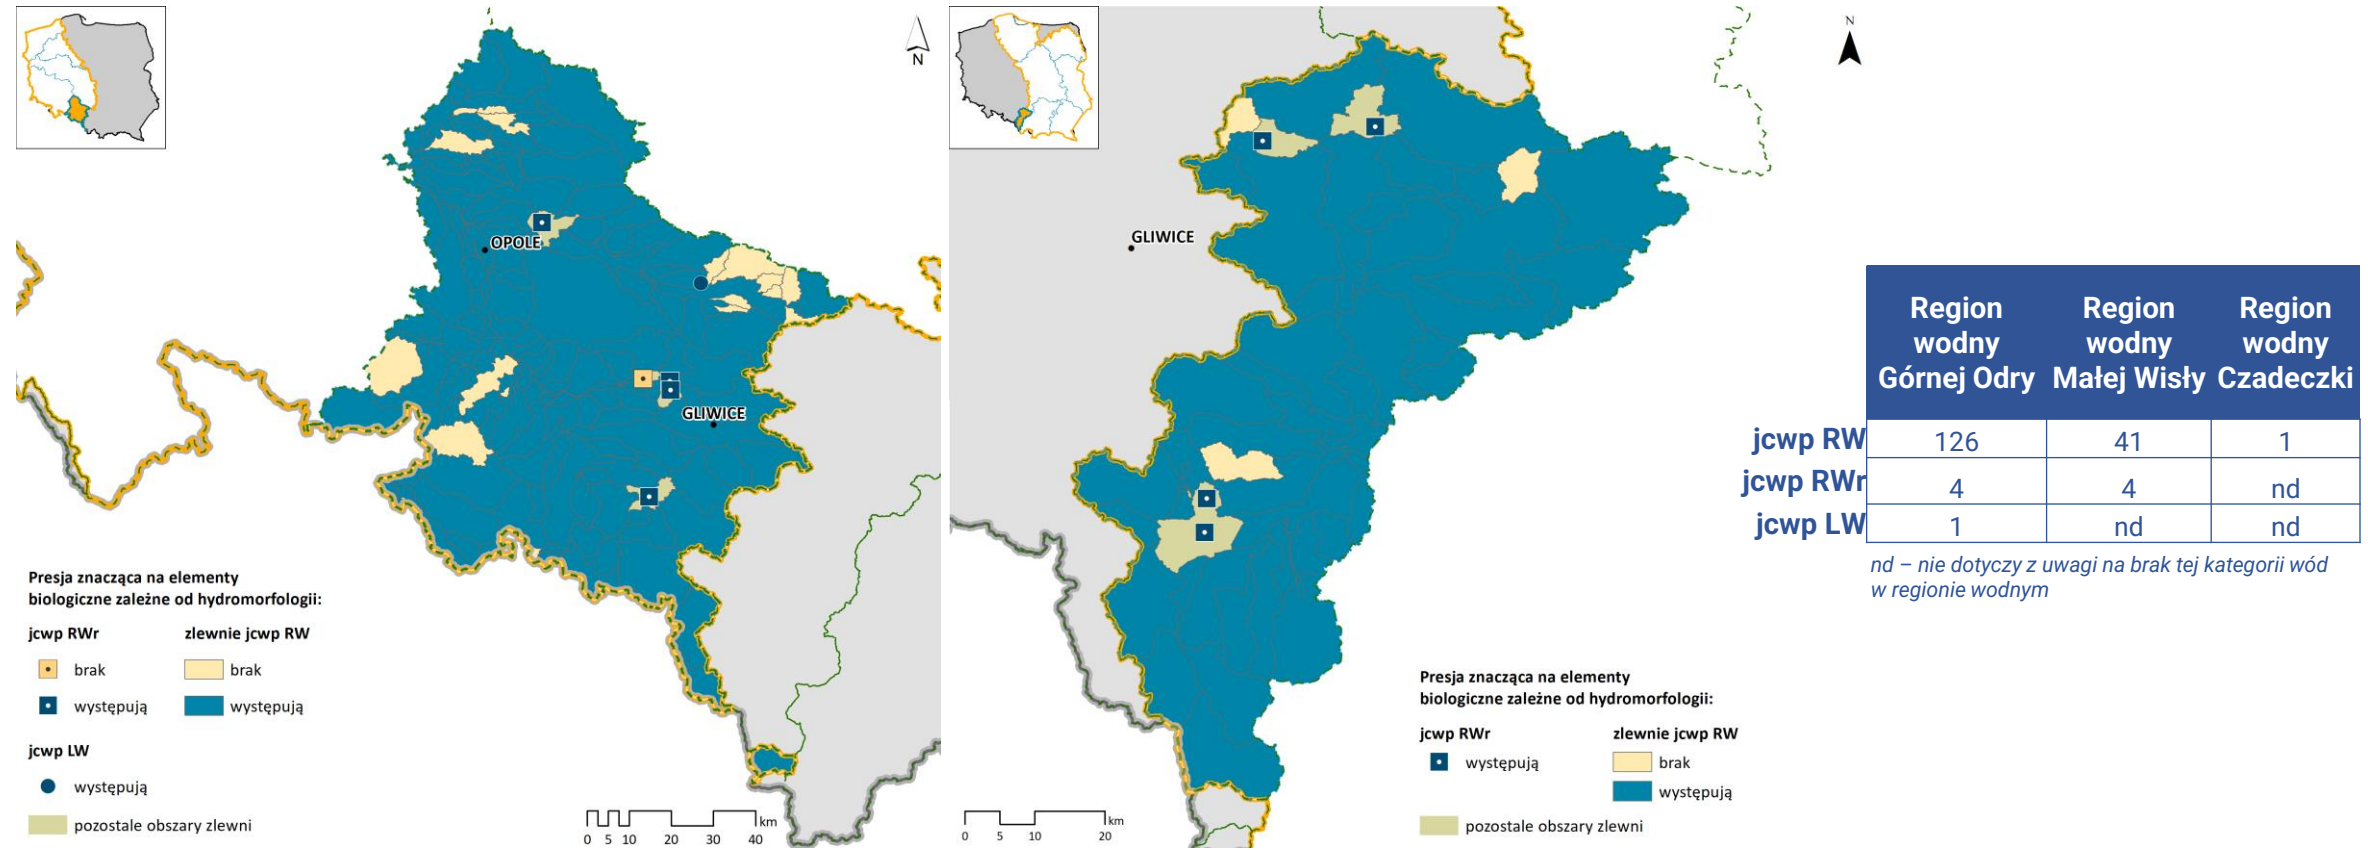 N
OPOLE
GLIWICE
Presja znacząca na elementy
biologiczne zależne od hydromorfologii:
jcwp RWr
zlewnie jcwp RW
brak
brak
występują
występują
jcwp LW
występują
pozostałe obszary zlewni
km
0 5 10 20 30 40
N
GLIWICE
Presja znacząca na elementy
biologiczne zależne od hydromorfologii:
jcwp RWr
zlewnie jcwp RW
występują
brak
występują
pozostałe obszary zlewni
km
0 5 10 20
Region wodny Górnej Odry
Region wodny Małej Wisły
Region wodny Czadeczki
jcwp RW 126 41 1
jcwp RWr 4 4 nd
jcwp LW 1 nd nd
nd – nie dotyczy z uwagi na brak tej kategorii wód
w regionie wodnym